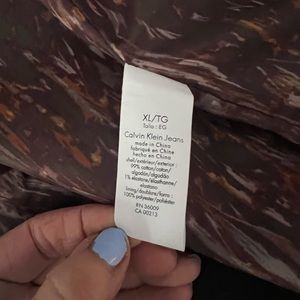 XL/TG
Talla : EG
Calvin Klein Jeans
made in China
fabriqué en Chine
hecho en China
shell/extérieur/exterior :
99% cotton/coton/
algodón/algodão
1% elastane/élasthanne/
elastano
lining/doublure/forro :
100% polyester/poliéster
RN 36009
CA 00213